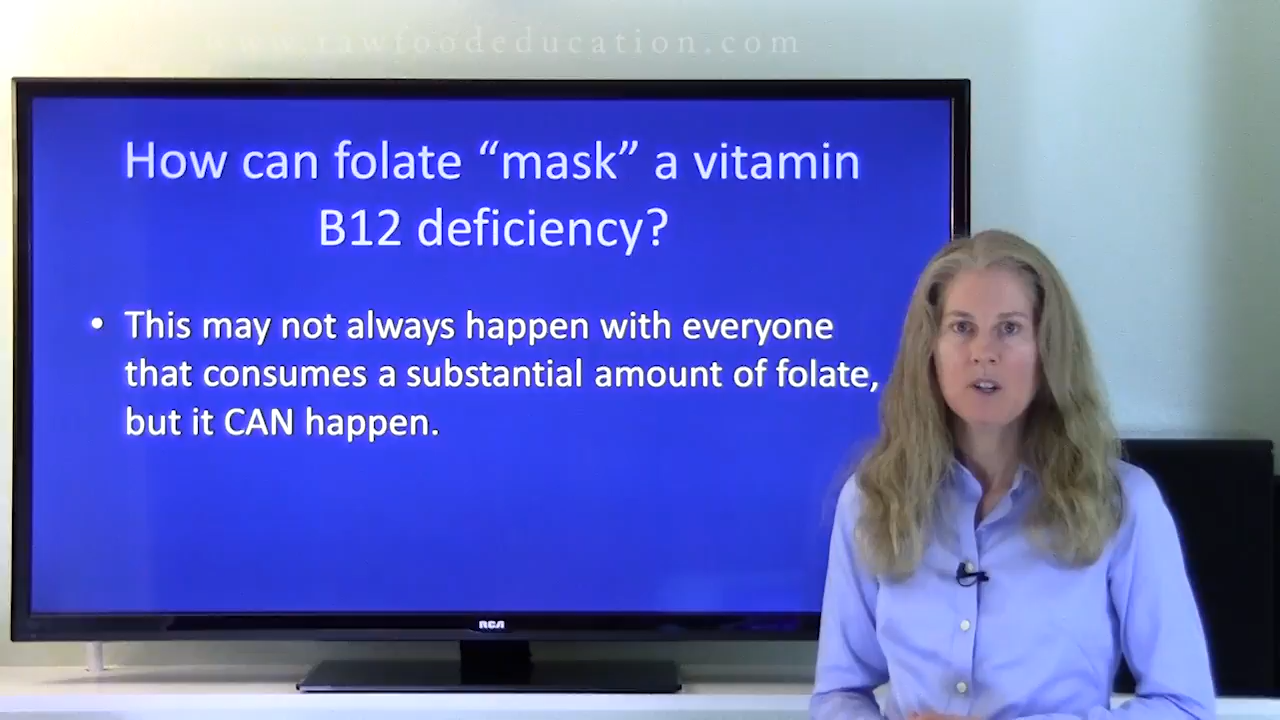 www.rawfoodeducation.com
How can folate “mask” a vitamin
B12 deficiency?
• This may not always happen with everyone
that consumes a substantial amount of folate,
but it CAN happen.
RCA